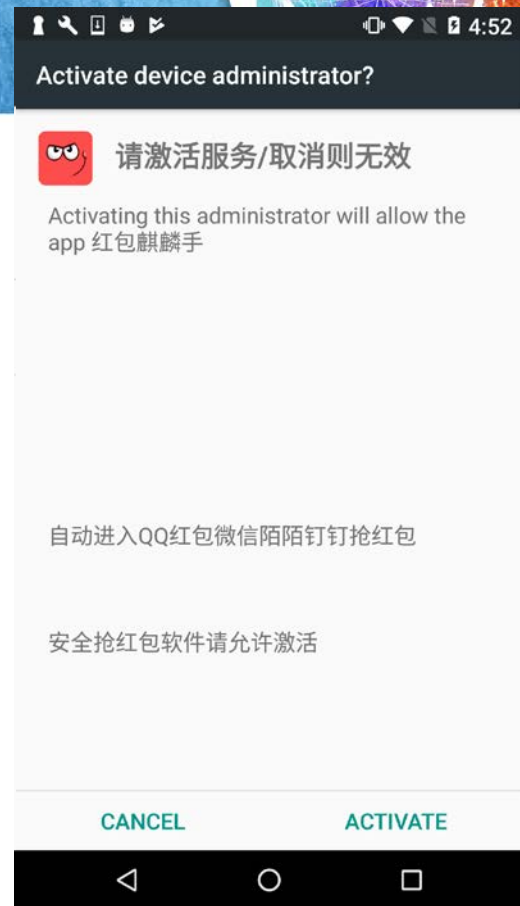 4:52
Activate device administrator?
请激活服务/取消则无效
Activating this administrator will allow the
app 红包麒麟手
自动进入QQ红包微信陌陌钉钉抢红包
安全抢红包软件请允许激活
CANCEL
ACTIVATE